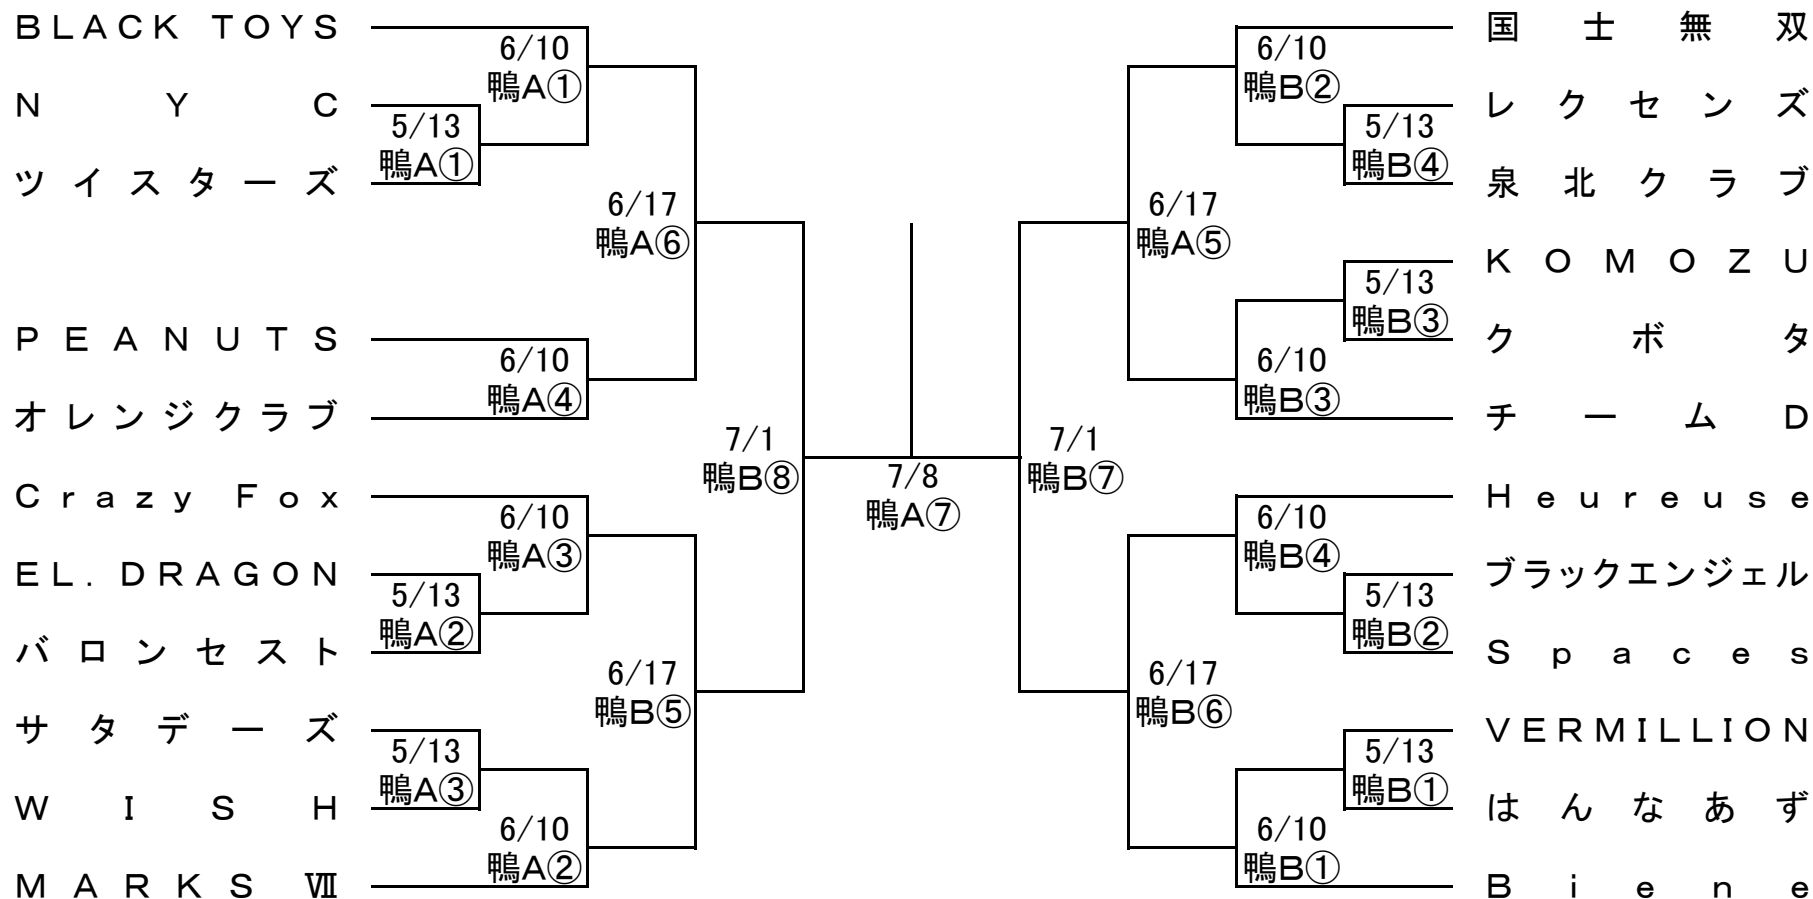 BLACK TOYS
6/10
鴨A①
NYC
5/13
鴨A①
ツイスターズ
6/17
鴨A⑥
PEANUTS
6/10
鴨A④
オレンジクラブ
7/1
鴨B⑧
Crazy Fox
6/10
鴨A③
EL. DRAGON
5/13
鴨A②
バロンセスト
6/17
鴨B⑤
サタデーズ
5/13
鴨A③
WISH
6/10
鴨A②
MARKS Ⅶ
7/8
鴨A⑦
国士無双
6/10
鴨B②
レクセンズ
5/13
鴨B④
泉北クラブ
6/17
鴨A⑤
KOMOZU
5/13
鴨B③
クボタ
6/10
鴨B③
チームD
7/1
鴨B⑦
Heureuse
6/10
鴨B④
ブラックエンジェル
5/13
鴨B②
Spaces
6/17
鴨B⑥
VERMILLION
5/13
鴨B①
はんなあず
6/10
鴨B①
Biene